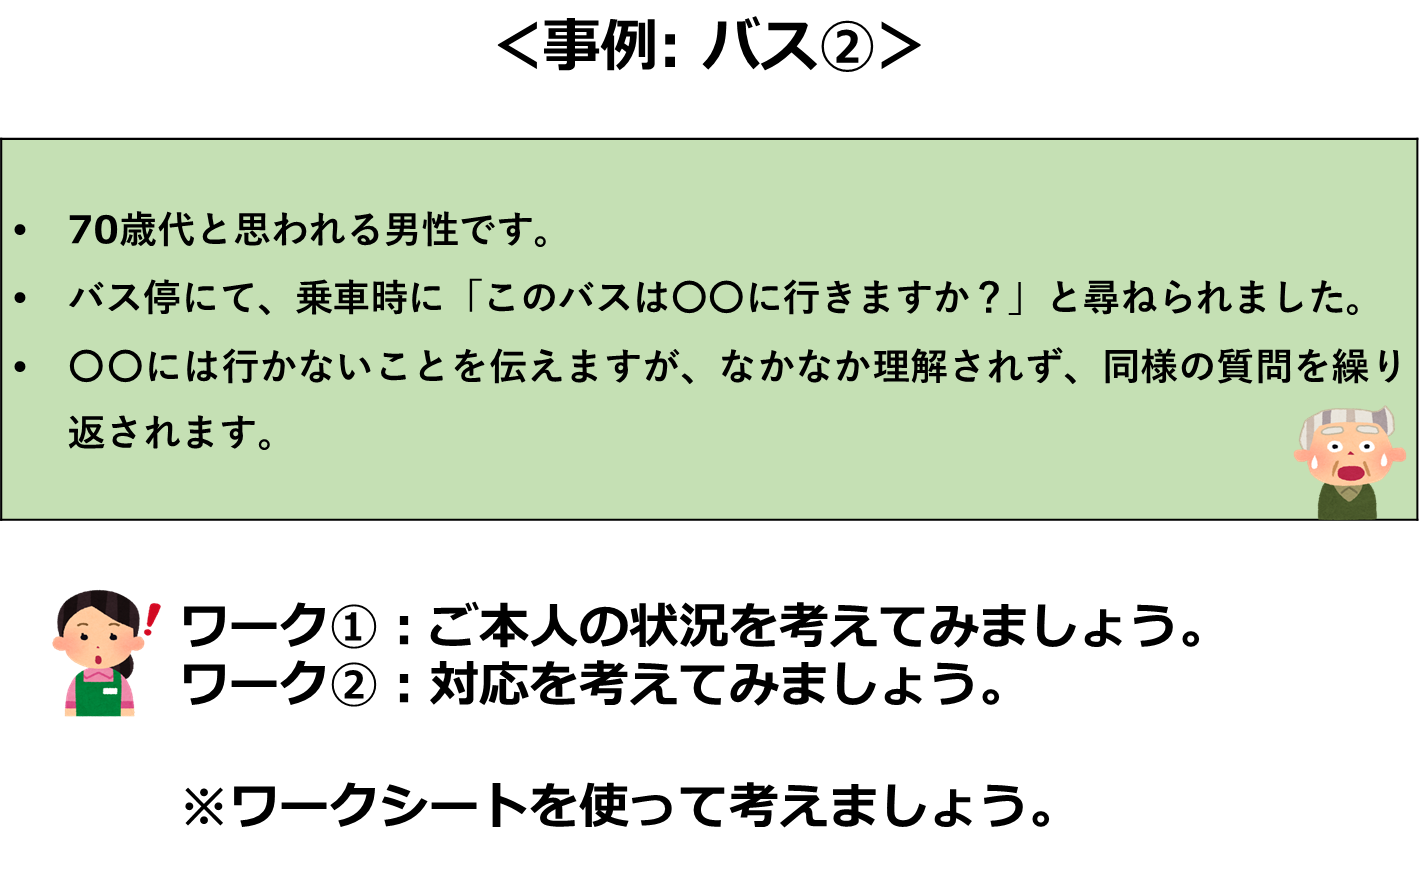 ＜事例: バス②＞
• 70歳代と思われる男性です。
• バス停にて、乗車時に「このバスは〇〇に行きますか？」と尋ねられました。
• 〇〇には行かないことを伝えますが、なかなか理解されず、同様の質問を繰り
返されます。
ワーク①：ご本人の状況を考えてみましょう。
ワーク②：対応を考えてみましょう。
※ワークシートを使って考えましょう。